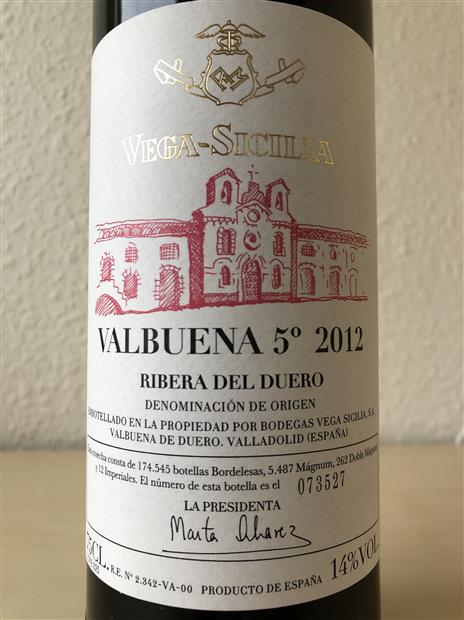 VEGA-SICILIA
VALBUENA 5º 2012
RIBERA DEL DUERO
DENOMINACIÓN DE ORIGEN
EMBOTELLADO EN LA PROPIEDAD POR BODEGAS VEGA SICILIA, S.A.
VALBUENA DE DUERO. VALLADOLID (ESPAÑA)
cosecha consta de 174.545 botellas Bordelesas, 5.487 Mágnum, 262 Doble Mágnum
y 12 Imperiales. El número de esta botella es el 073527
LA PRESIDENTA
Marta Alvarez
75CL. R.E. Nº 2.342-VA-00 PRODUCTO DE ESPAÑA 14%VOL.